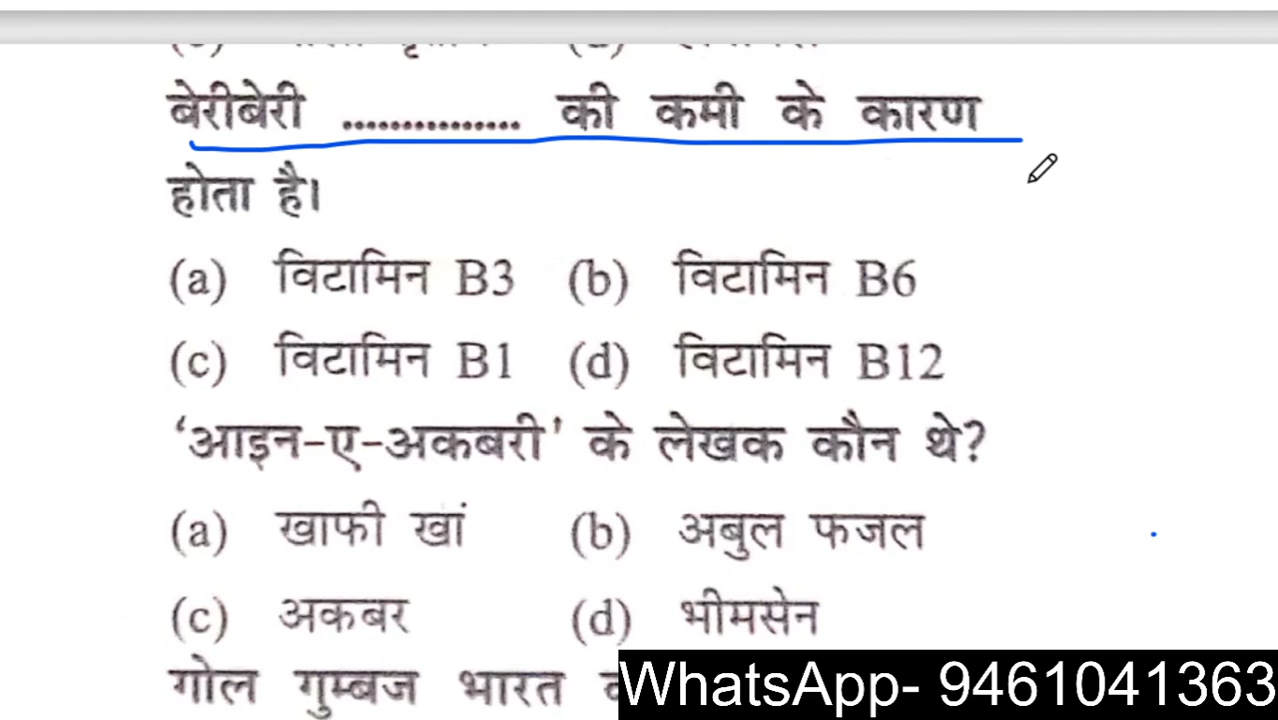 बेरीबेरी ............... की कमी के कारण
होता है।
(a) विटामिन B3 (b) विटामिन B6
(c) विटामिन B1 (d) विटामिन B12
‘आइन-ए-अकबरी’ के लेखक कौन थे?
(a) खाफी खां (b) अबुल फजल
(c) अकबर (d) भीमसेन
गोल गुम्बज भारत
WhatsApp- 9461041363